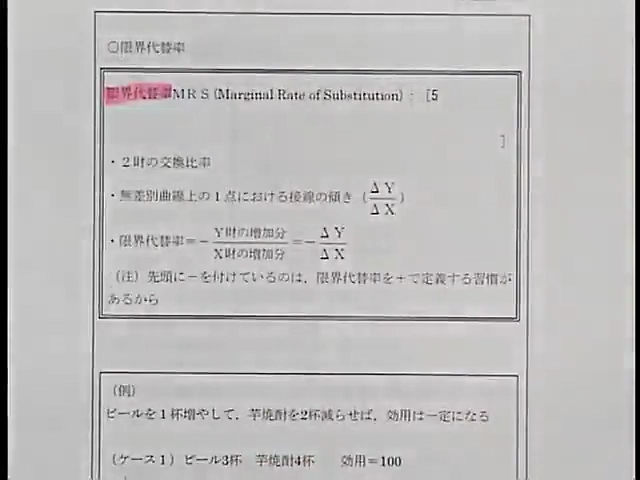 ○限界代替率
限界代替率MRS(Marginal Rate of Substitution): [5
]
・2財の交換比率
・無差別曲線上の1点における接線の傾き (ΔY/ΔX)
・限界代替率=-Y財の増加分/X財の増加分=-ΔY/ΔX
(注)先頭に-を付けているのは,限界代替率を+で定義する習慣が
あるから
(例)
ビールを1杯増やして,芋焼酎を2杯減らせば,効用は一定になる
(ケース1)ビール3杯 芋焼酎4杯 効用=100